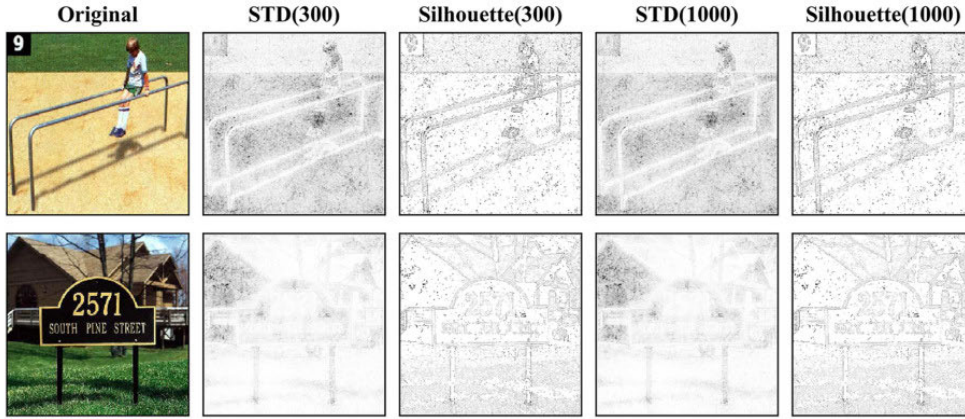 Original STD(300) Silhouette(300) STD(1000) Silhouette(1000)
9
2571
SOUTH PINE STREET